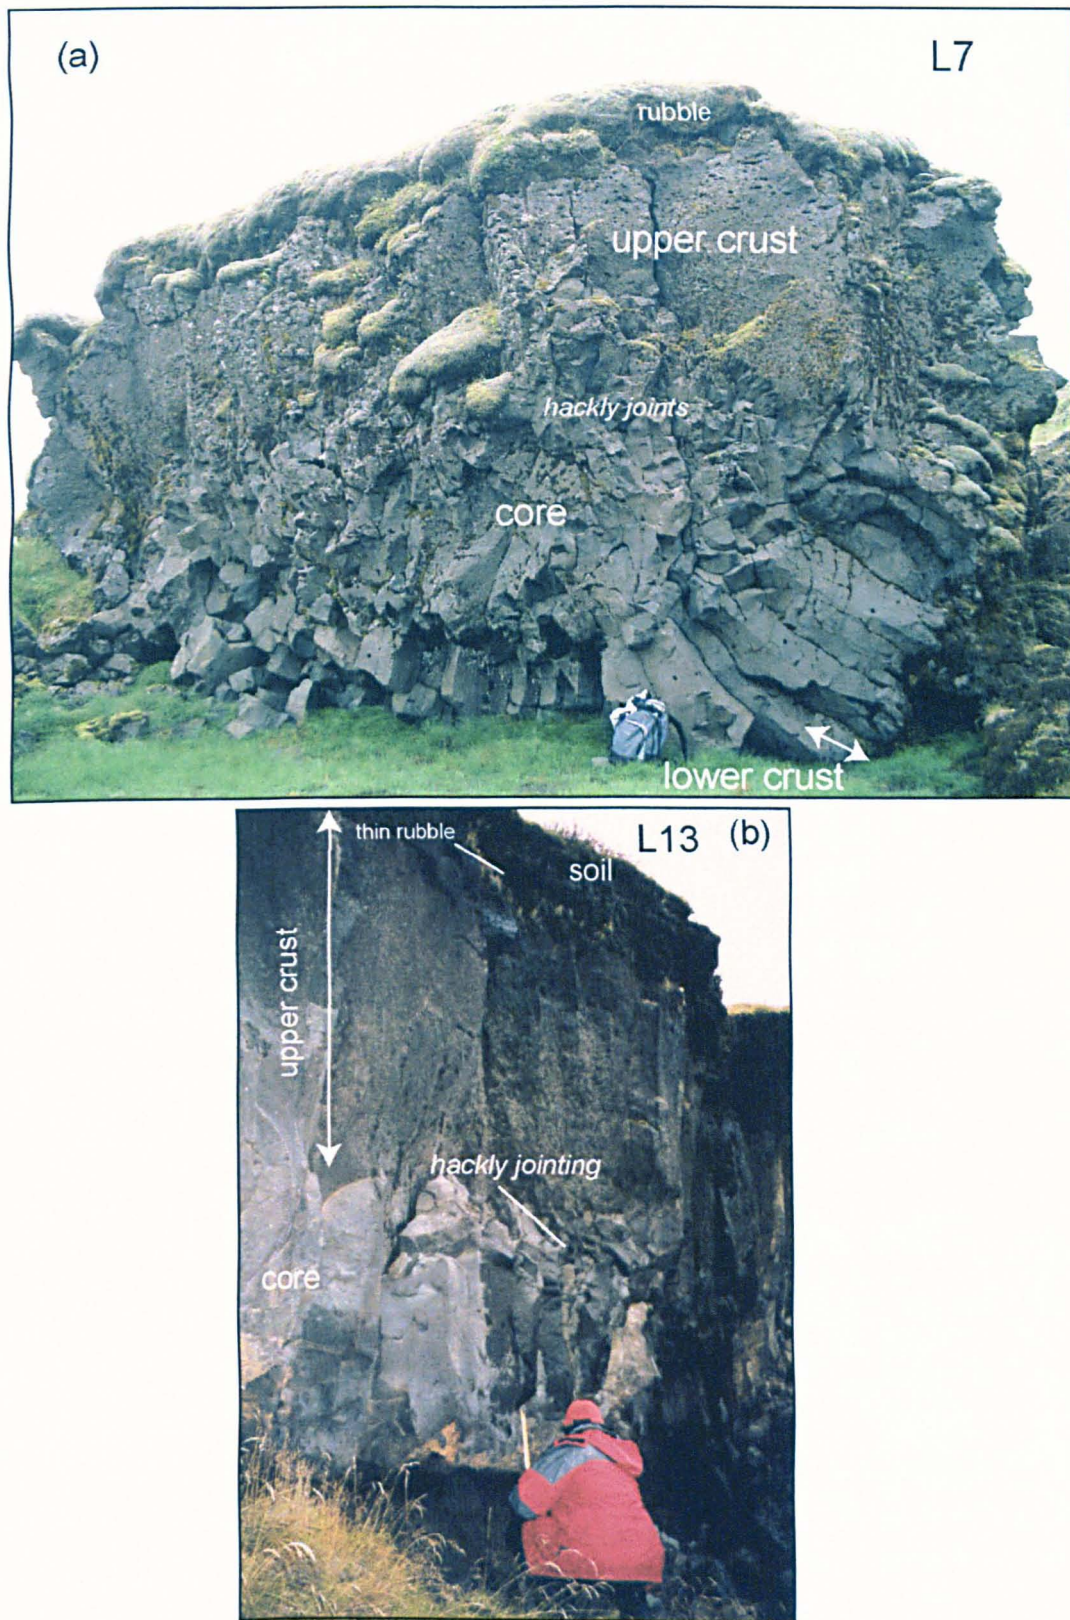 (a)
L7
rubble
upper crust
hackly joints
core
lower crust
thin rubble
L13
(b)
soil
upper crust
hackly jointing
core